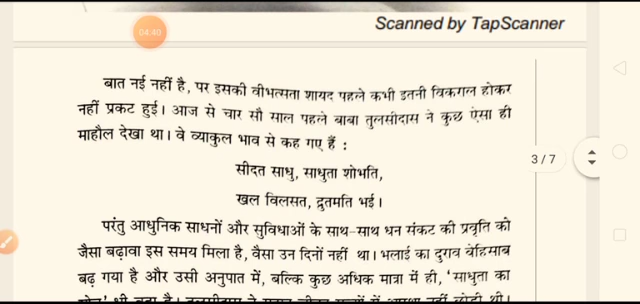 04:40
Scanned by TapScanner
बात नई नहीं है, पर इसकी वीभत्सता शायद पहले कभी इतनी विकराल होकर
नहीं प्रकट हुई। आज से चार सौ साल पहले बाबा तुलसीदास ने कुछ ऐसा ही
माहौल देखा था। वे व्याकुल भाव से कह गए हैं :
सीदत साधु, साधुता शोभति,
खल विलसत, हुलसति भई।
3 / 7
परंतु आधुनिक साधनों और सुविधाओं के साथ-साथ धन संकट की प्रवृति को
जैसा बढ़ावा इस समय मिला है, वैसा उन दिनों नहीं था। भलाई का दुराव बेहिसाब
बढ़ गया है और उसी अनुपात में, बल्कि कुछ अधिक मात्रा में ही, 'साधुता का